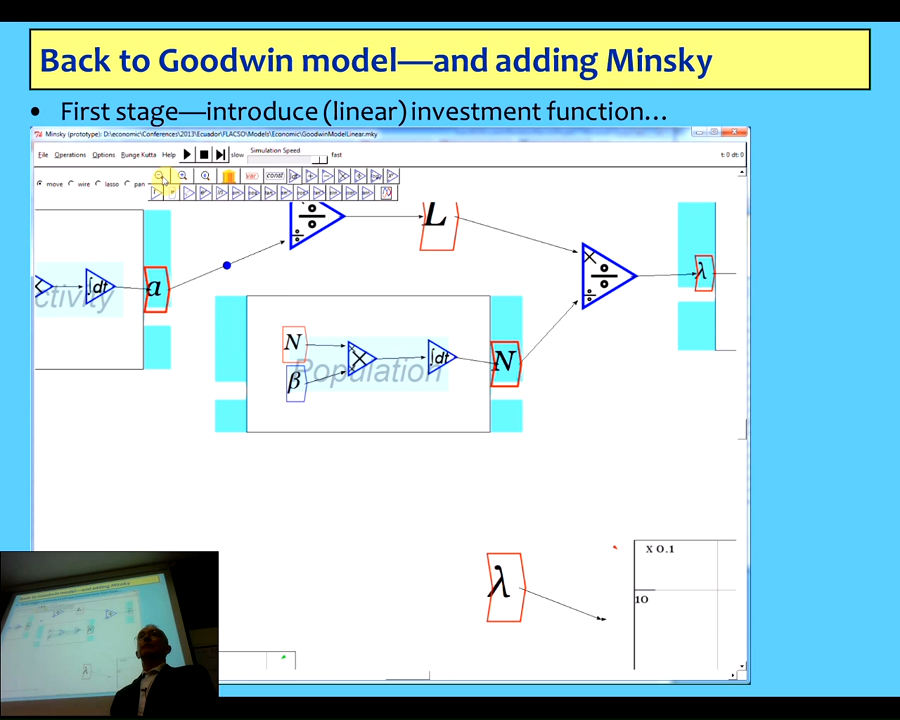 Back to Goodwin model—and adding Minsky
• First stage—introduce (linear) investment function…
Minsky (prototype): D:\economic\Conferences\2013\Ecuador\FLACSO\Models\Economic\GoodwinModelLinear.mky
File Operations Options Runge Kutta Help slow Simulation Speed fast t: 0 dt: 0
move wire lasso pan var const
L
÷
×
÷
λ
∫dt a
ctivity
N
β
× ∫dt N
Population
λ
X 0.1
10